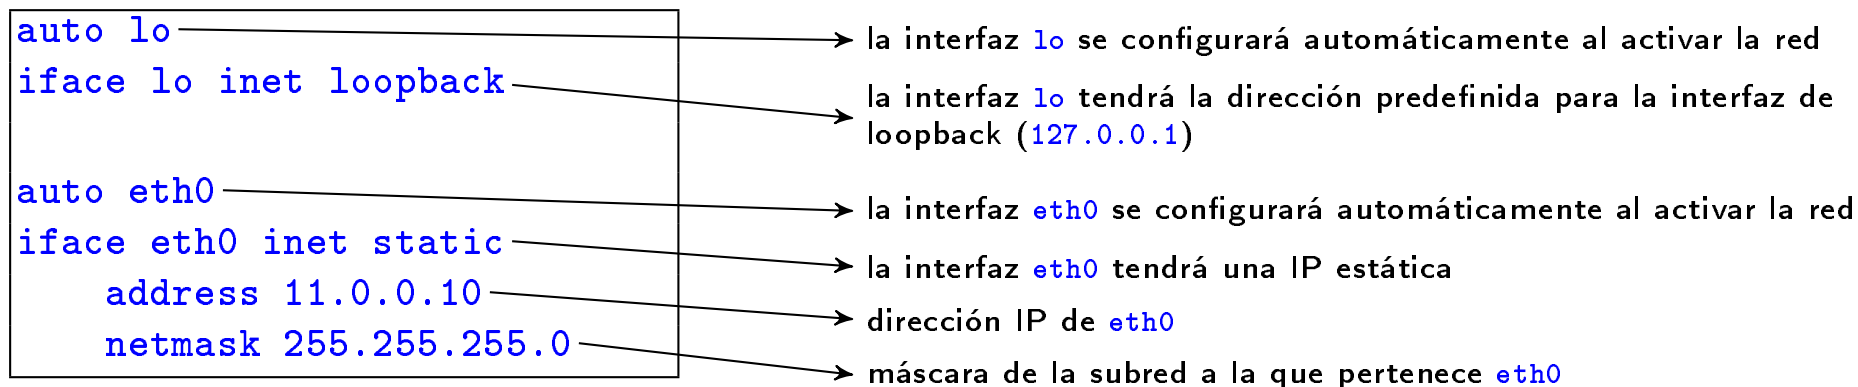 auto lo
iface lo inet loopback
auto eth0
iface eth0 inet static
address 11.0.0.10
netmask 255.255.255.0
la interfaz lo se configurará automáticamente al activar la red
la interfaz lo tendrá la dirección predefinida para la interfaz de
loopback (127.0.0.1)
la interfaz eth0 se configurará automáticamente al activar la red
la interfaz eth0 tendrá una IP estática
dirección IP de eth0
máscara de la subred a la que pertenece eth0